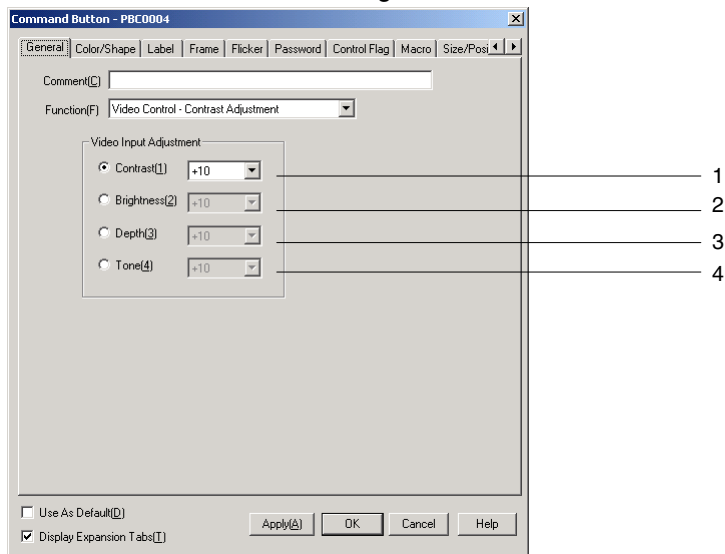 Command Button - PBC0004
General Color/Shape Label Frame Flicker Password Control Flag Macro Size/Posi
Comment(C)
Function(F) Video Control - Contrast Adjustment
Video Input Adjustment
Contrast(1) +10 1
Brightness(2) +10 2
Depth(3) +10 3
Tone(4) +10 4
Use As Default(D)
Display Expansion Tabs(T)
Apply(A) OK Cancel Help